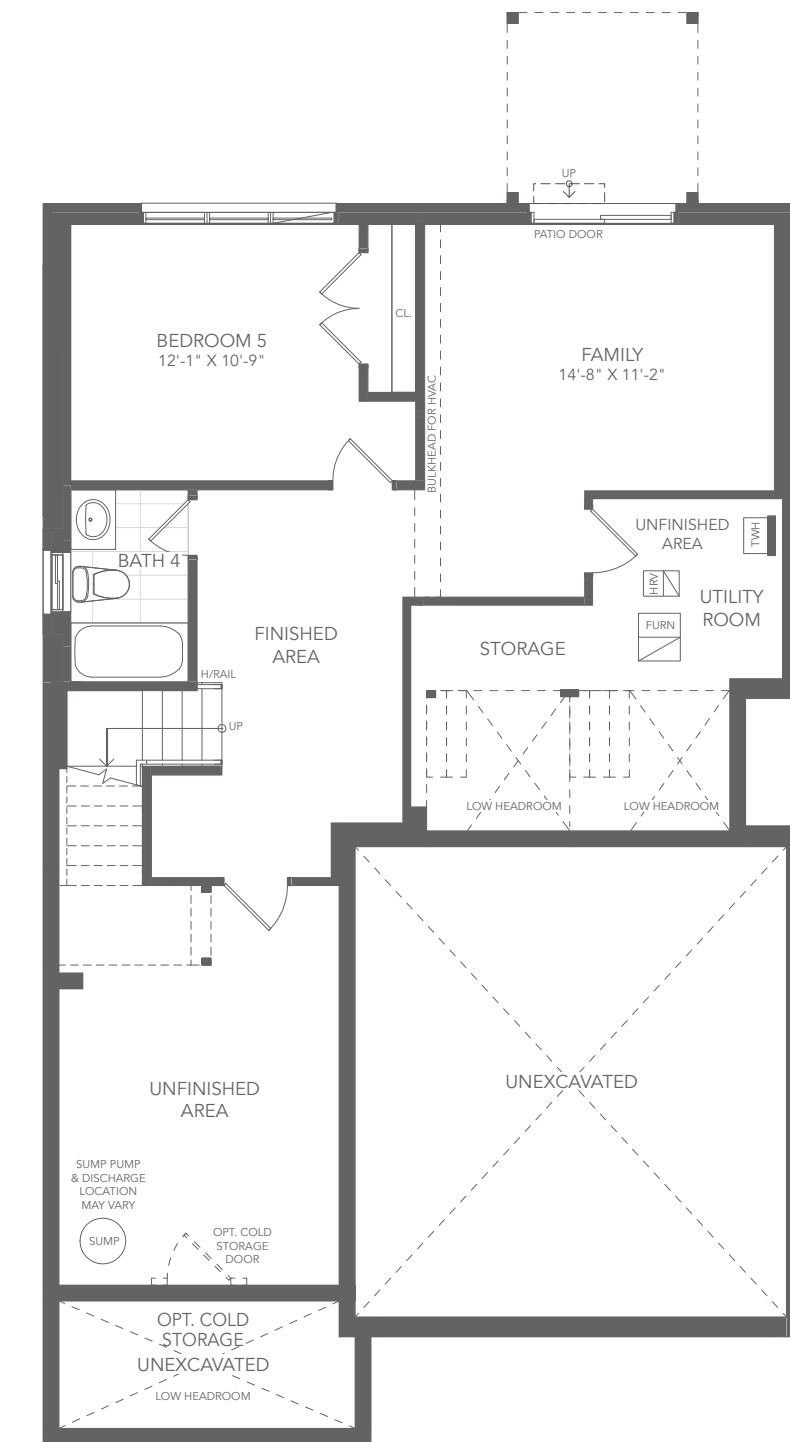 UP
PATIO DOOR
BEDROOM 5
12'-1" X 10'-9"
CL.
FAMILY
14'-8" X 11'-2"
BULKHEAD FOR HVAC
UNFINISHED
AREA
TWH
BATH 4
HRV
UTILITY
ROOM
FURN
FINISHED
AREA
STORAGE
H/RAIL
UP
LOW HEADROOM
LOW HEADROOM
UNEXCAVATED
UNFINISHED
AREA
SUMP PUMP
& DISCHARGE
LOCATION
MAY VARY
SUMP
OPT. COLD
STORAGE
DOOR
OPT. COLD
STORAGE
UNEXCAVATED
LOW HEADROOM